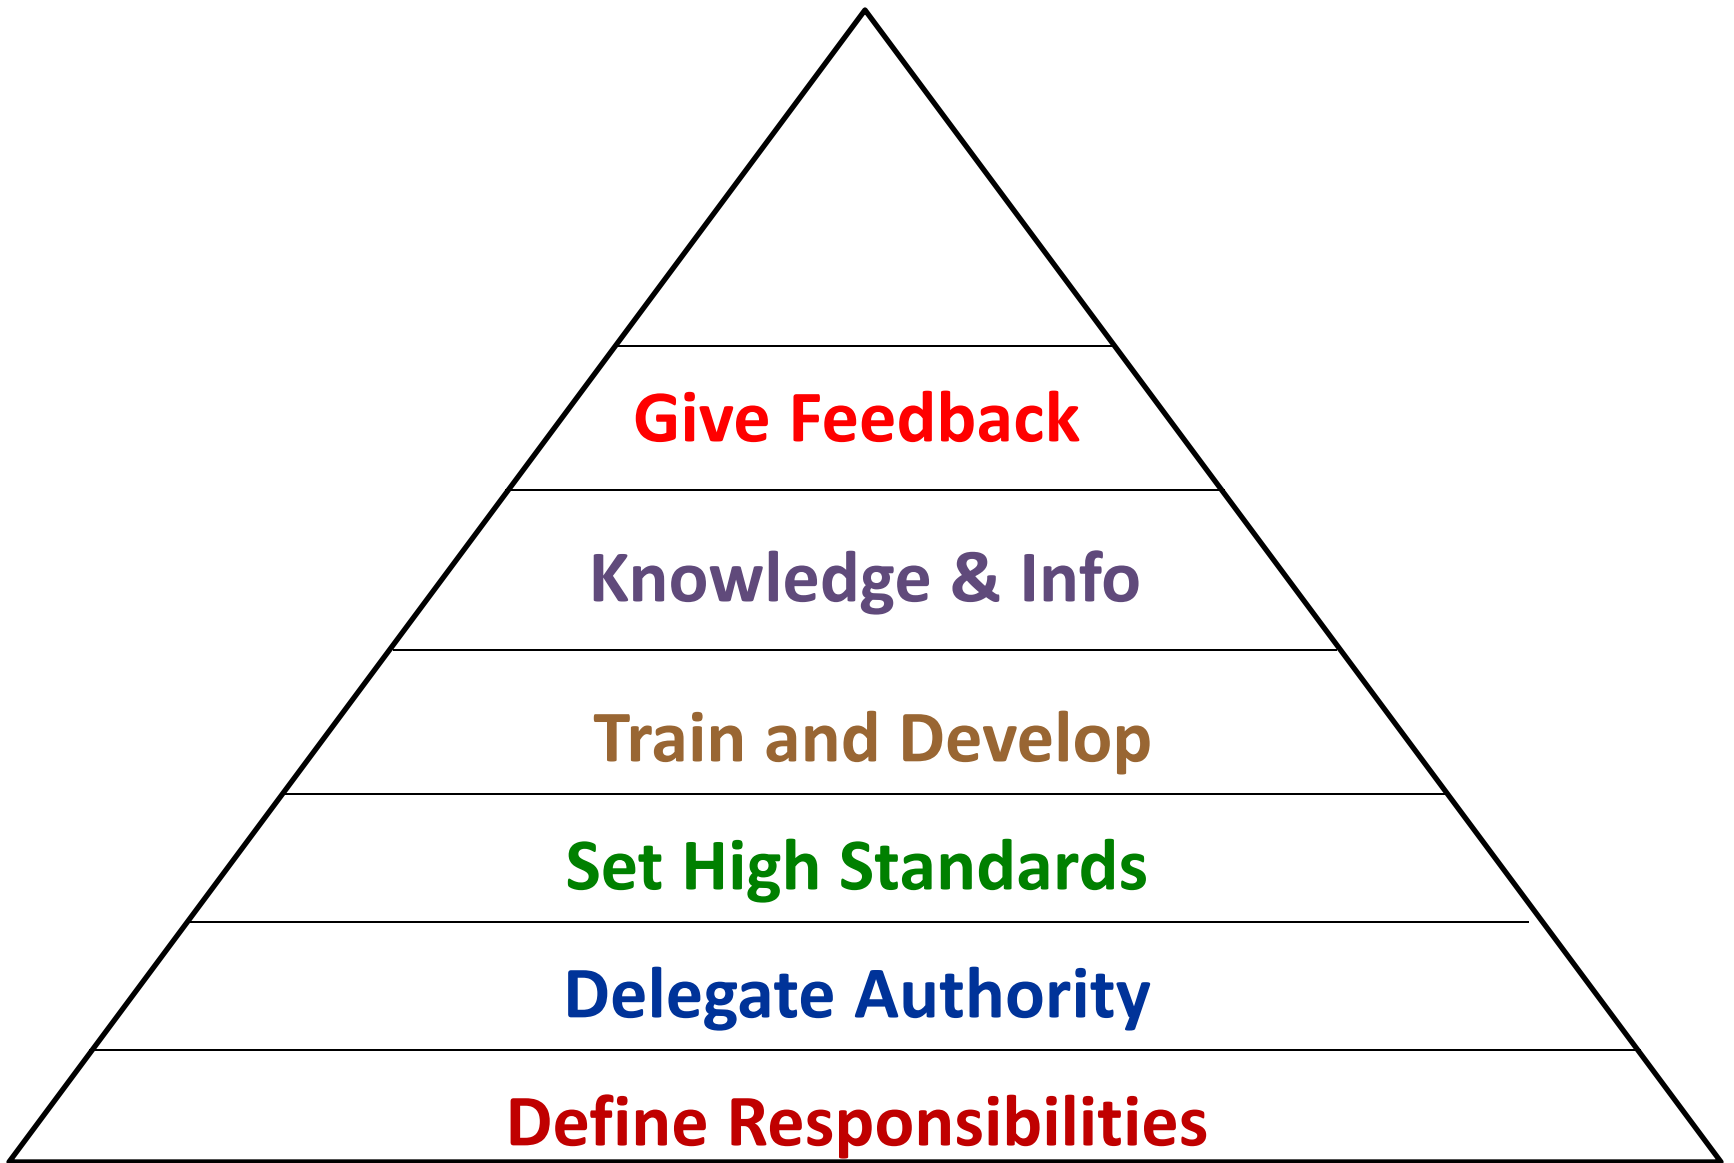 Give Feedback
Knowledge & Info
Train and Develop
Set High Standards
Delegate Authority
Define Responsibilities